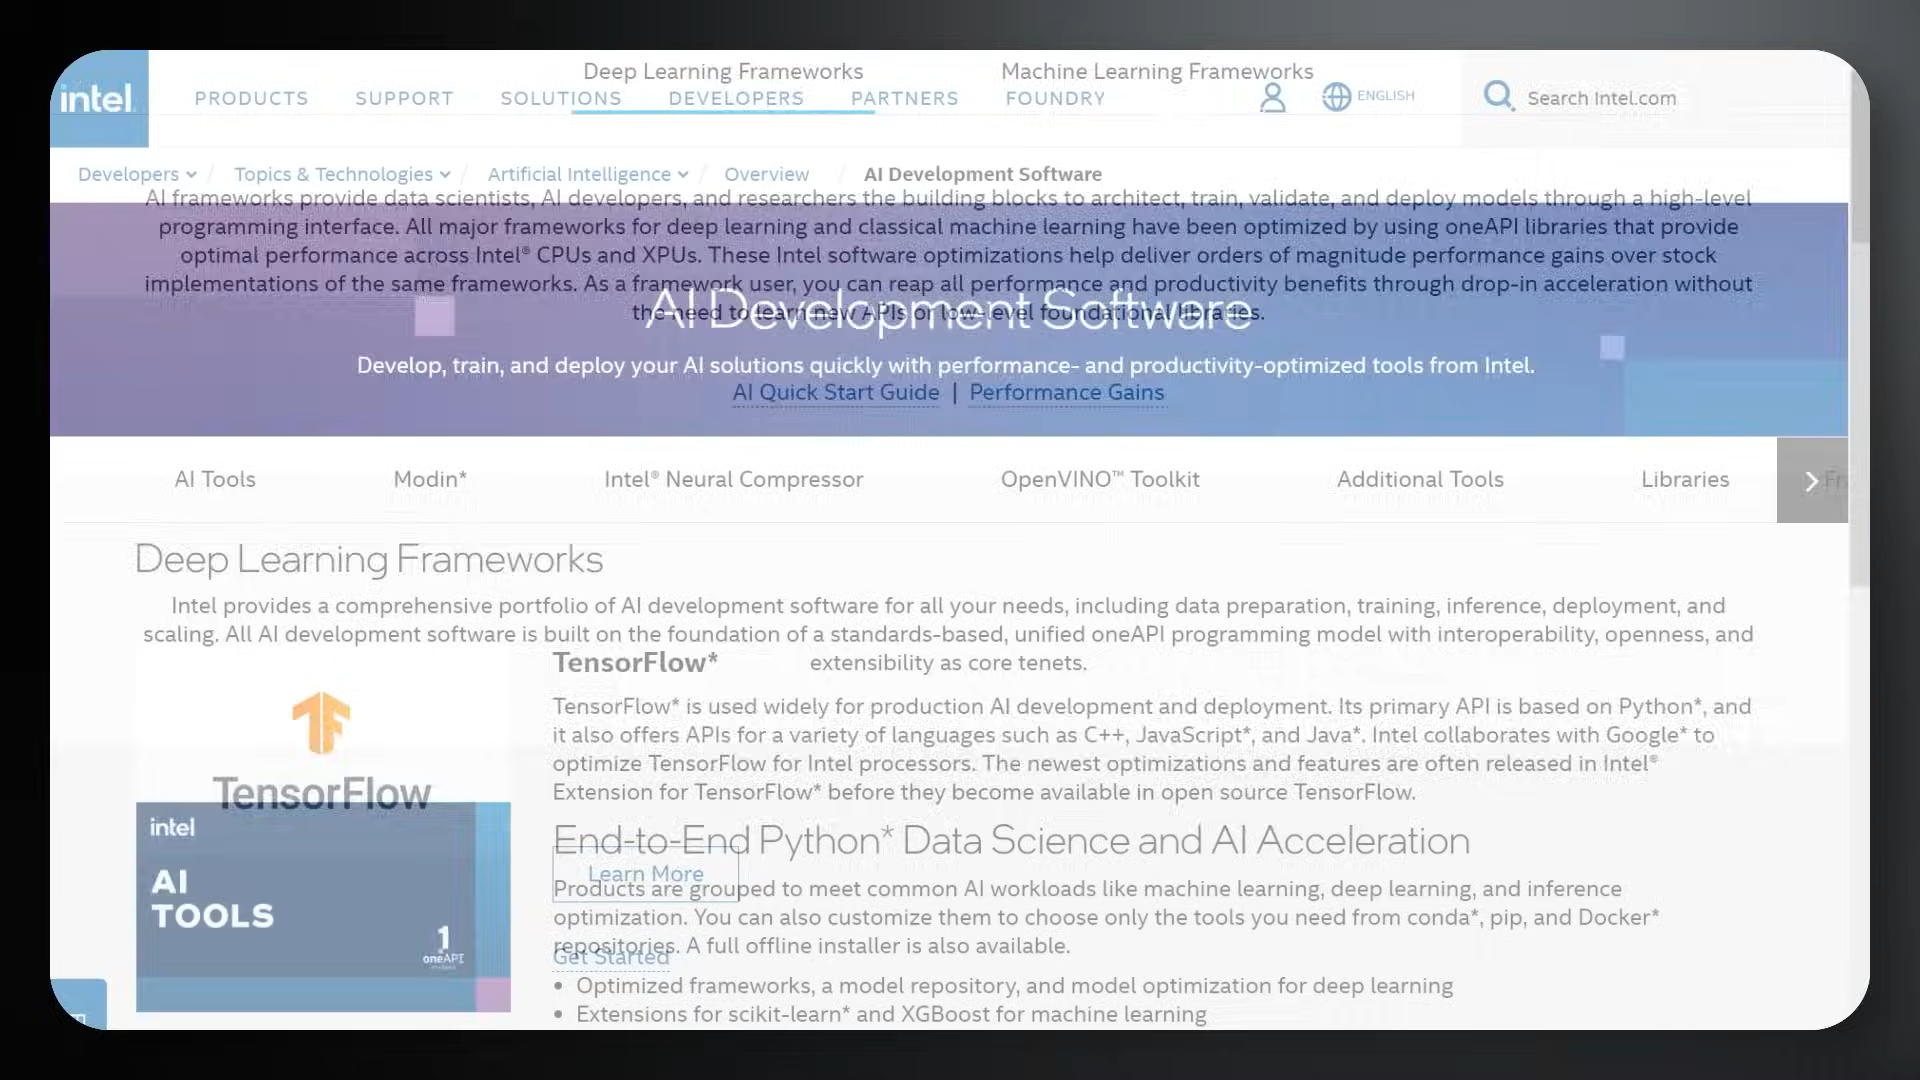 Deep Learning Frameworks
Machine Learning Frameworks
intel
PRODUCTS
SUPPORT
SOLUTIONS
DEVELOPERS
PARTNERS
FOUNDRY
ENGLISH
Search Intel.com
Developers / Topics & Technologies / Artificial Intelligence / Overview / AI Development Software
AI frameworks provide data scientists, AI developers, and researchers the building blocks to architect, train, validate, and deploy models through a high-level
programming interface. All major frameworks for deep learning and classical machine learning have been optimized by using oneAPI libraries that provide
optimal performance across Intel® CPUs and XPUs. These Intel software optimizations help deliver orders of magnitude performance gains over stock
implementations of the same frameworks. As a framework user, you can reap all performance and productivity benefits through drop-in acceleration without
the need to learn new APIs or low-level foundational libraries.
AI Development Software
Develop, train, and deploy your AI solutions quickly with performance- and productivity-optimized tools from Intel.
AI Quick Start Guide | Performance Gains
AI Tools
Modin*
Intel® Neural Compressor
OpenVINO™ Toolkit
Additional Tools
Libraries
Deep Learning Frameworks
Intel provides a comprehensive portfolio of AI development software for all your needs, including data preparation, training, inference, deployment, and
scaling. All AI development software is built on the foundation of a standards-based, unified oneAPI programming model with interoperability, openness, and
extensibility as core tenets.
TensorFlow*
TensorFlow* is used widely for production AI development and deployment. Its primary API is based on Python*, and
it also offers APIs for a variety of languages such as C++, JavaScript*, and Java*. Intel collaborates with Google* to
optimize TensorFlow for Intel processors. The newest optimizations and features are often released in Intel®
Extension for TensorFlow* before they become available in open source TensorFlow.
TensorFlow
intel
AI
TOOLS
1
oneAPI
End-to-End Python* Data Science and AI Acceleration
Learn More
Products are grouped to meet common AI workloads like machine learning, deep learning, and inference
optimization. You can also customize them to choose only the tools you need from conda*, pip, and Docker*
repositories. A full offline installer is also available.
Get Started
• Optimized frameworks, a model repository, and model optimization for deep learning
• Extensions for scikit-learn* and XGBoost for machine learning